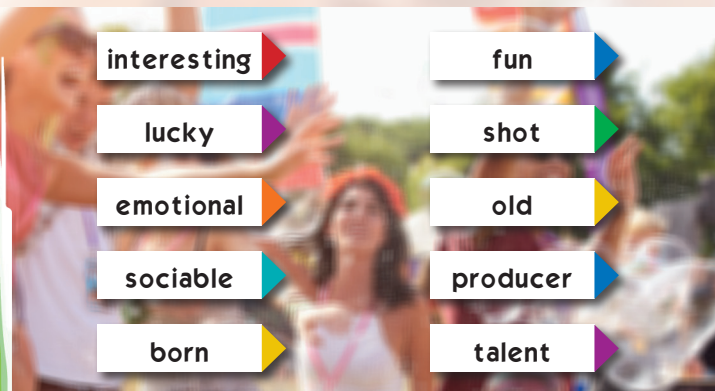 interesting
lucky
emotional
sociable
born
fun
shot
old
producer
talent